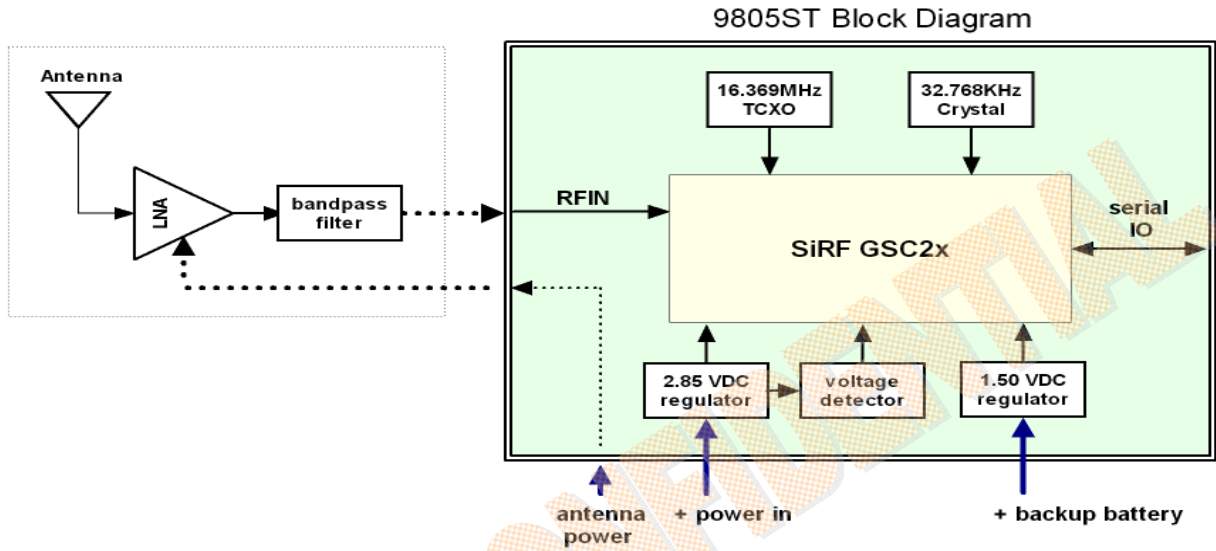 9805ST Block Diagram
Antenna
16.369MHz
TCXO
32.768KHz
Crystal
LNA
bandpass
filter
RFIN
SiRF GSC2x
serial
IO
2.85 VDC
regulator
voltage
detector
1.50 VDC
regulator
antenna
power
+ power in
+ backup battery
CONFIDENTIAL